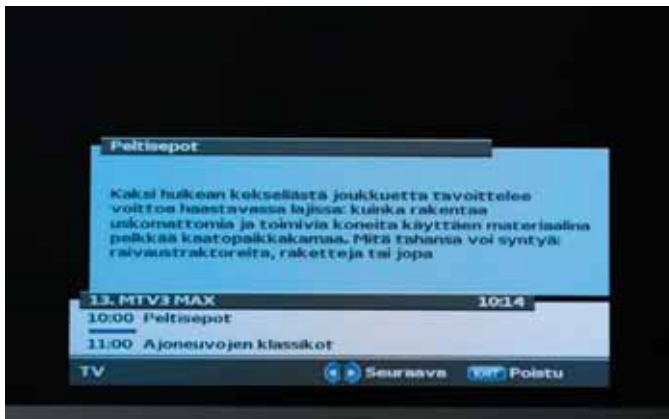 Peltisepot
Kaksi huikean kekseliästä joukkuetta tavoittelee
voittoa haastavassa lajissa: kuinka rakentaa
uskomattomia ja toimivia koneita käyttäen materiaalina
pelkkää kaatopaikkakamaa. Mitä tahansa voi syntyä:
raivaustraktoreita, raketteja tai jopa
13. MTV3 MAX 10:14
10:00 Peltisepot
11:00 Ajoneuvojen klassikot
TV Seuraava EXIT Poistu